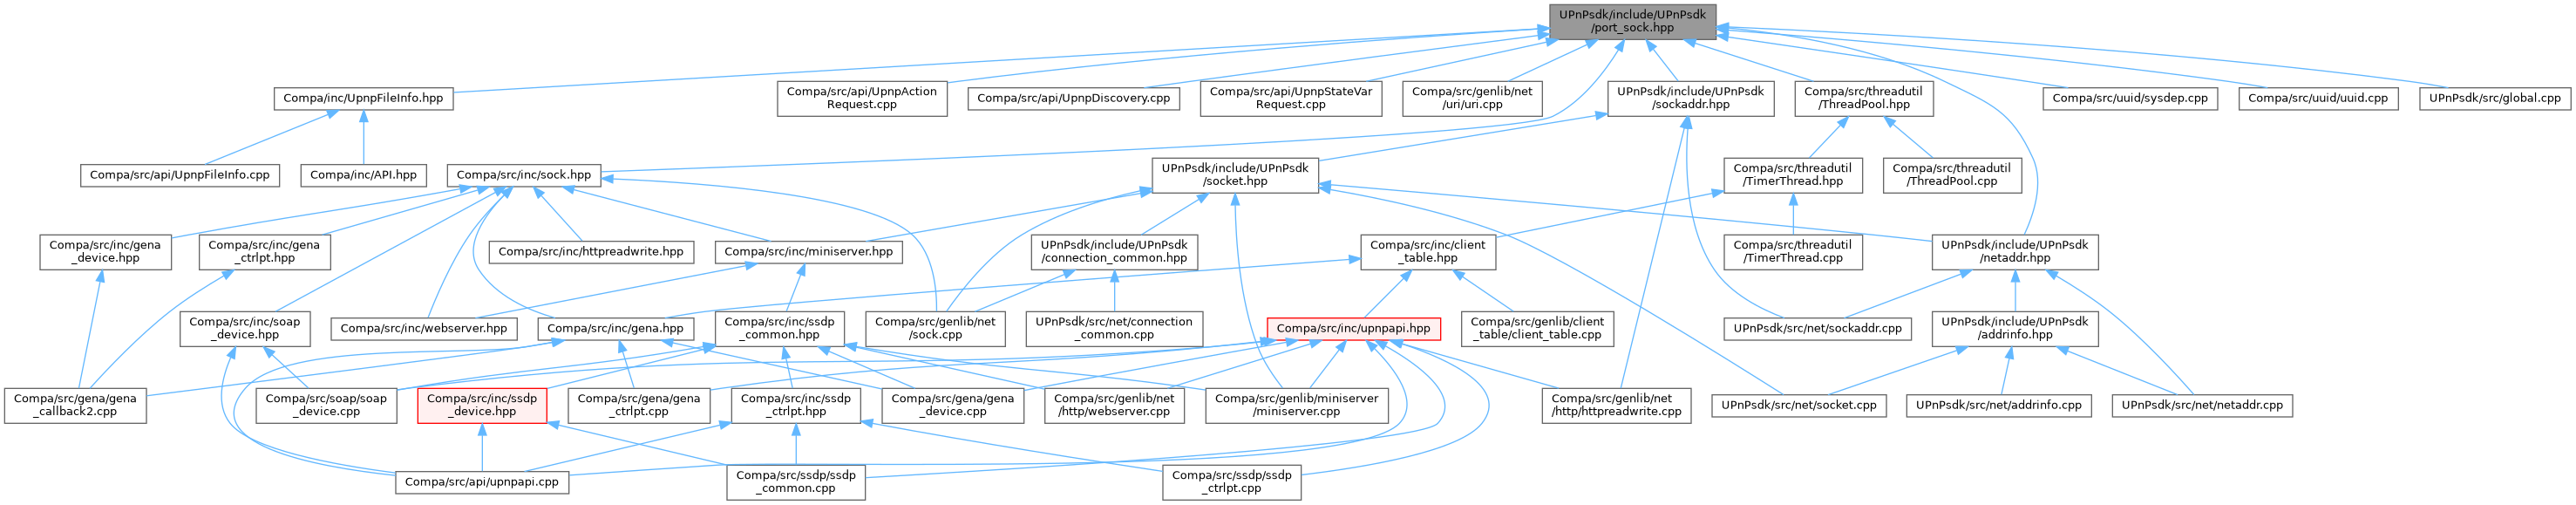 UPnPsdk/include/UPnPsdk
/port_sock.hpp
Compa/inc/UpnpFileInfo.hpp
Compa/src/api/UpnpAction
Request.cpp
Compa/src/api/UpnpDiscovery.cpp
Compa/src/api/UpnpStateVar
Request.cpp
Compa/src/genlib/net
/uri/uri.cpp
UPnPsdk/include/UPnPsdk
/sockaddr.hpp
Compa/src/threadutil
/ThreadPool.hpp
Compa/src/uuid/sysdep.cpp
Compa/src/uuid/uuid.cpp
UPnPsdk/src/global.cpp
Compa/src/api/UpnpFileInfo.cpp
Compa/inc/API.hpp
Compa/src/inc/sock.hpp
UPnPsdk/include/UPnPsdk
/socket.hpp
Compa/src/threadutil
/TimerThread.hpp
Compa/src/threadutil
/ThreadPool.cpp
Compa/src/inc/gena
_device.hpp
Compa/src/inc/gena
_ctrlpt.hpp
Compa/src/inc/httpreadwrite.hpp
Compa/src/inc/miniserver.hpp
UPnPsdk/include/UPnPsdk
/connection_common.hpp
Compa/src/inc/client
_table.hpp
Compa/src/threadutil
/TimerThread.cpp
UPnPsdk/include/UPnPsdk
/netaddr.hpp
Compa/src/inc/soap
_device.hpp
Compa/src/inc/webserver.hpp
Compa/src/inc/gena.hpp
Compa/src/inc/ssdp
_common.hpp
Compa/src/genlib/net
/sock.cpp
UPnPsdk/src/net/connection
_common.cpp
Compa/src/inc/upnpapi.hpp
Compa/src/genlib/client
_table/client_table.cpp
UPnPsdk/src/net/sockaddr.cpp
UPnPsdk/include/UPnPsdk
/addrinfo.hpp
Compa/src/gena/gena
_callback2.cpp
Compa/src/soap/soap
_device.cpp
Compa/src/inc/ssdp
_device.hpp
Compa/src/gena/gena
_ctrlpt.cpp
Compa/src/inc/ssdp
_ctrlpt.hpp
Compa/src/gena/gena
_device.cpp
Compa/src/genlib/net
/http/webserver.cpp
Compa/src/genlib/miniserver
/miniserver.cpp
Compa/src/genlib/net
/http/httpreadwrite.cpp
UPnPsdk/src/net/socket.cpp
UPnPsdk/src/net/addrinfo.cpp
UPnPsdk/src/net/netaddr.cpp
Compa/src/api/upnpapi.cpp
Compa/src/ssdp/ssdp
_common.cpp
Compa/src/ssdp/ssdp
_ctrlpt.cpp